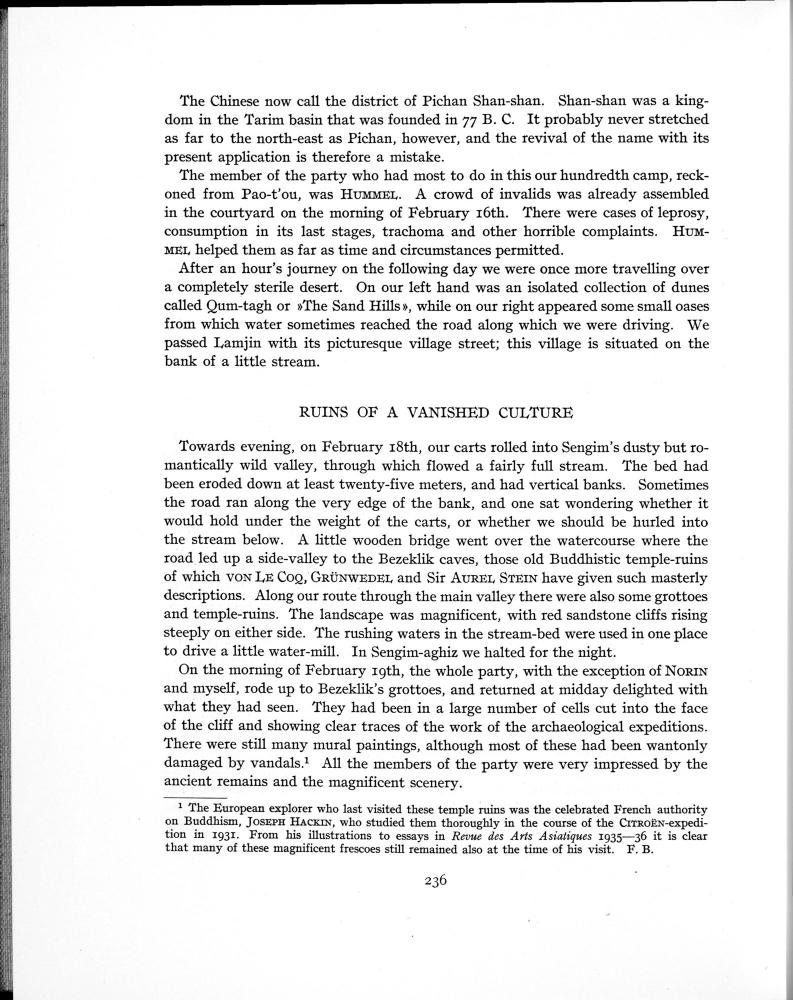 The Chinese now call the district of Pichan Shan-shan. Shan-shan was a king-
dom in the Tarim basin that was founded in 77 B. C. It probably never stretched
as far to the north-east as Pichan, however, and the revival of the name with its
present application is therefore a mistake.
The member of the party who had most to do in this our hundredth camp, reck-
oned from Pao-t'ou, was HUMMEL. A crowd of invalids was already assembled
in the courtyard on the morning of February 16th. There were cases of leprosy,
consumption in its last stages, trachoma and other horrible complaints. HUM-
MEL helped them as far as time and circumstances permitted.
After an hour's journey on the following day we were once more travelling over
a completely sterile desert. On our left hand was an isolated collection of dunes
called Qum-tagh or »The Sand Hills», while on our right appeared some small oases
from which water sometimes reached the road along which we were driving. We
passed Lamjin with its picturesque village street; this village is situated on the
bank of a little stream.
RUINS OF A VANISHED CULTURE
Towards evening, on February 18th, our carts rolled into Sengim's dusty but ro-
mantically wild valley, through which flowed a fairly full stream. The bed had
been eroded down at least twenty-five meters, and had vertical banks. Sometimes
the road ran along the very edge of the bank, and one sat wondering whether it
would hold under the weight of the carts, or whether we should be hurled into
the stream below. A little wooden bridge went over the watercourse where the
road led up a side-valley to the Bezeklik caves, those old Buddhistic temple-ruins
of which VON LE COQ, GRÜNWEDEL and Sir AUREL STEIN have given such masterly
descriptions. Along our route through the main valley there were also some grottoes
and temple-ruins. The landscape was magnificent, with red sandstone cliffs rising
steeply on either side. The rushing waters in the stream-bed were used in one place
to drive a little water-mill. In Sengim-aghiz we halted for the night.
On the morning of February 19th, the whole party, with the exception of NORIN
and myself, rode up to Bezeklik's grottoes, and returned at midday delighted with
what they had seen. They had been in a large number of cells cut into the face
of the cliff and showing clear traces of the work of the archaeological expeditions.
There were still many mural paintings, although most of these had been wantonly
damaged by vandals.¹ All the members of the party were very impressed by the
ancient remains and the magnificent scenery.
¹ The European explorer who last visited these temple ruins was the celebrated French authority
on Buddhism, JOSEPH HACKIN, who studied them thoroughly in the course of the CITROËN-expedi-
tion in 1931. From his illustrations to essays in Revue des Arts Asiatiques 1935—36 it is clear
that many of these magnificent frescoes still remained also at the time of his visit. F. B.
236